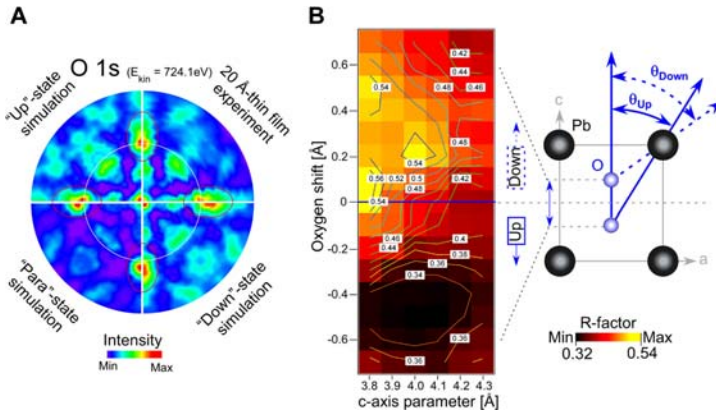 A
O 1s (Ekin = 724.1eV)
"Up"-state simulation
20 Å-thin film experiment
"Para"-state simulation
"Down"-state simulation
Intensity
Min Max
B
Oxygen shift [Å]
0.6
0.4
0.2
0
-0.2
-0.4
-0.6
0.42
0.44
0.48 0.46
0.54
0.48
0.54
0.56 0.52 0.5 0.42
0.48
0.54
0.46
0.44
0.4
0.38
0.36
0.34
0.36
0.36
3.8 3.9 4.0 4.1 4.2 4.3
c-axis parameter [Å]
Down
Up
θDown
θUp
c
Pb
O
a
R-factor
Min Max
0.32 0.54